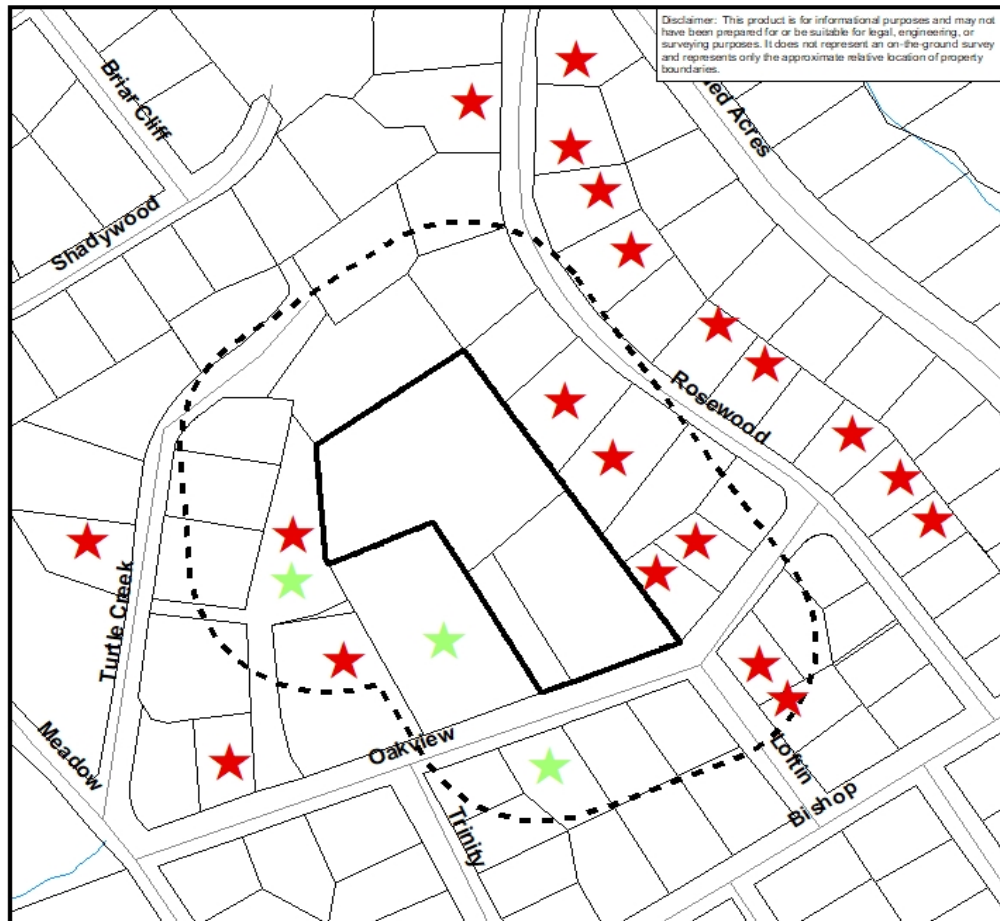 Disclaimer: This product is for informational purposes and may not
have been prepared for or be suitable for legal, engineering, or
surveying purposes. It does not represent an on-the-ground survey
and represents only the approximate relative location of property
boundaries.
Briar Cliff
Acres
Shadywood
Rosewood
Turtle Creek
Meadow
Oakview
Loftin
Bishop
Trinity